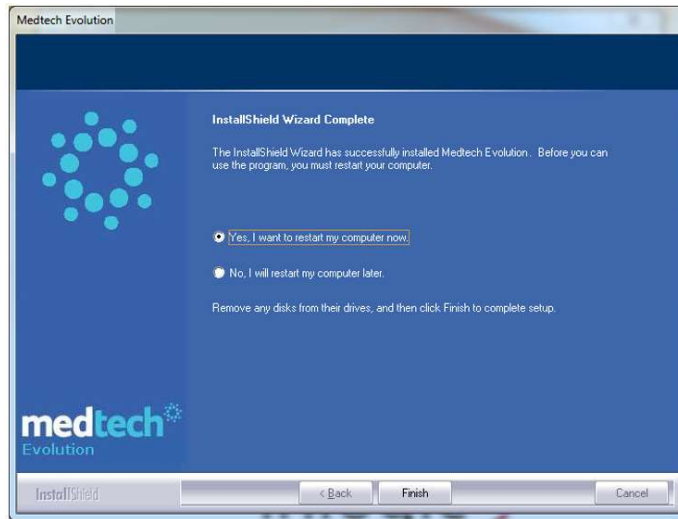 Medtech Evolution
InstallShield Wizard Complete
The InstallShield Wizard has successfully installed Medtech Evolution. Before you can
use the program, you must restart your computer.
Yes, I want to restart my computer now.
No, I will restart my computer later.
Remove any disks from their drives, and then click Finish to complete setup.
medtech
Evolution
InstallShield
< Back
Finish
Cancel